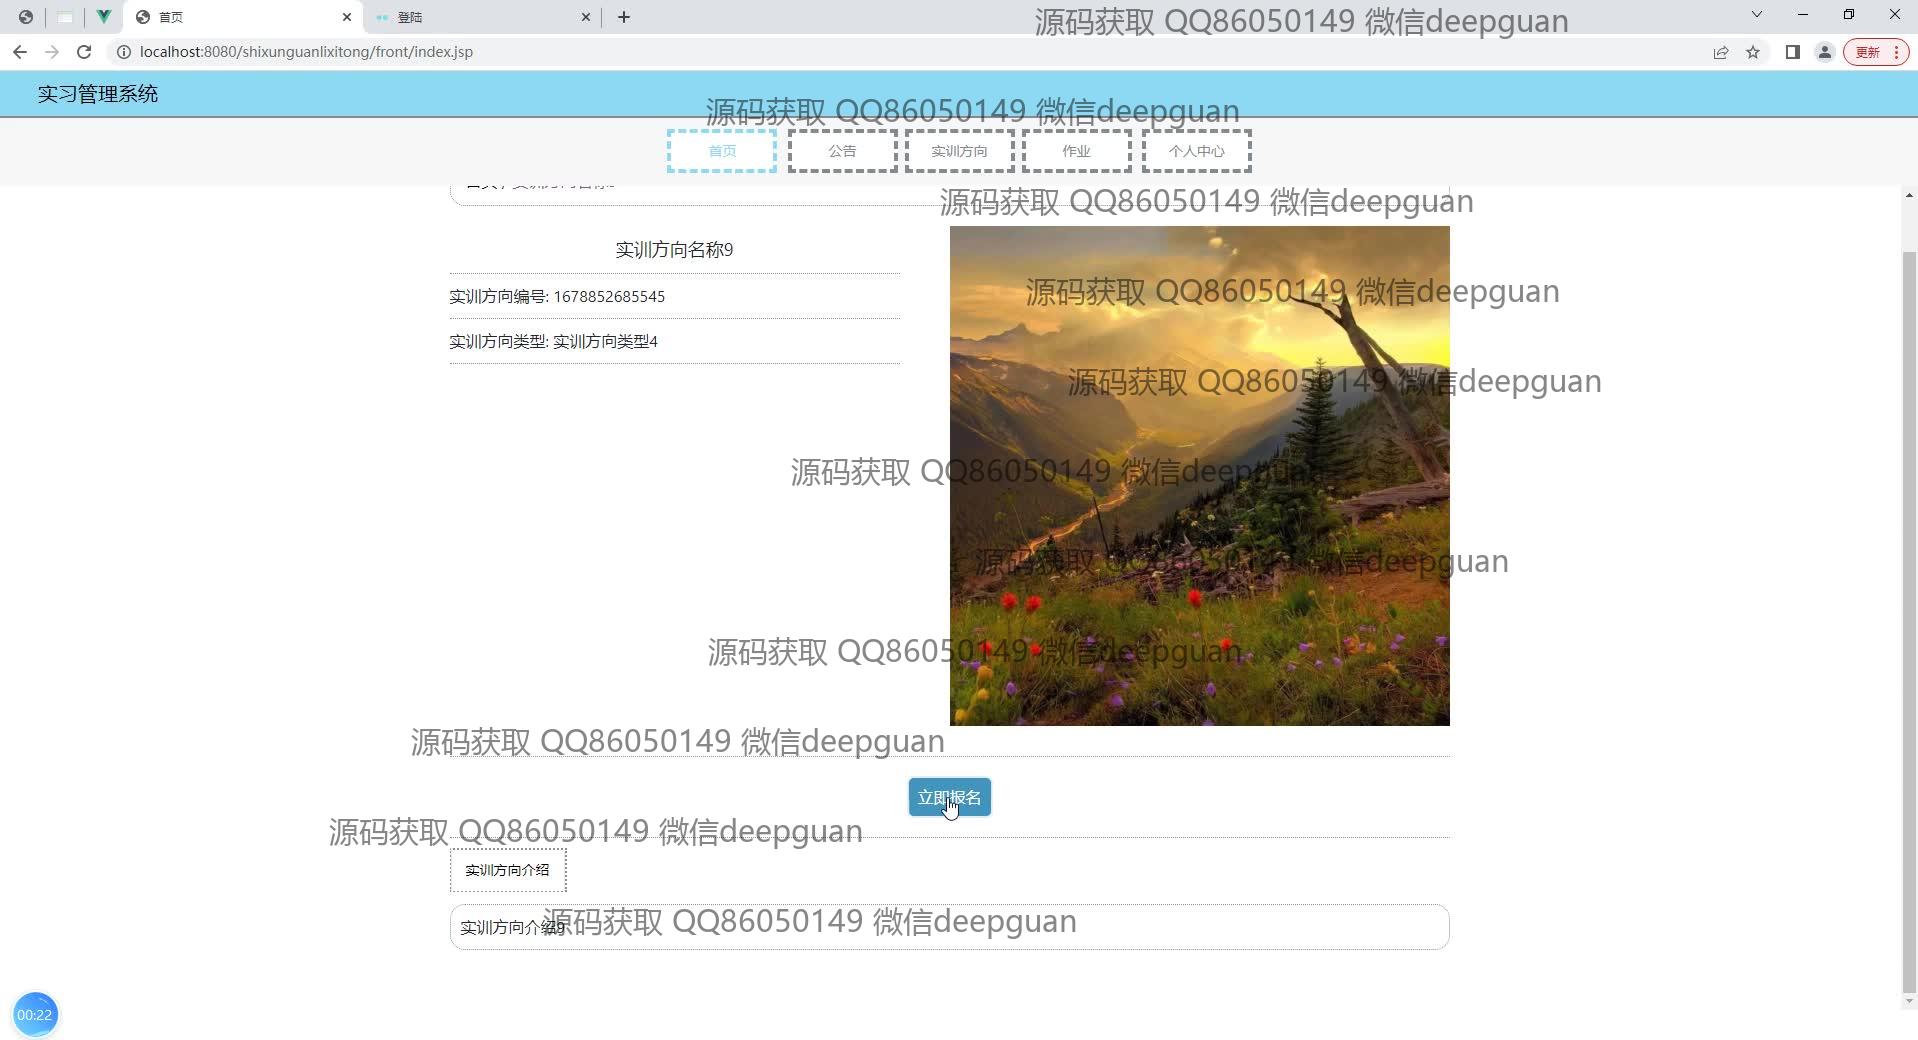 首页
登陆
源码获取 QQ86050149 微信deepguan
localhost:8080/shixunguanlixitong/front/index.jsp
更新
实习管理系统
源码获取 QQ86050149 微信deepguan
首页
公告
实训方向
作业
个人中心
源码获取 QQ86050149 微信deepguan
实训方向名称9
源码获取 QQ86050149 微信deepguan
实训方向编号: 1678852685545
实训方向类型: 实训方向类型4
源码获取 QQ86050149 微信deepguan
源码获取 QQ86050149 微信deepguan
源码获取 QQ86050149 微信deepguan
源码获取 QQ86050149 微信deepguan
源码获取 QQ86050149 微信deepguan
立即报名
源码获取 QQ86050149 微信deepguan
实训方向介绍
源码获取 QQ86050149 微信deepguan
实训方向介绍9
00:22